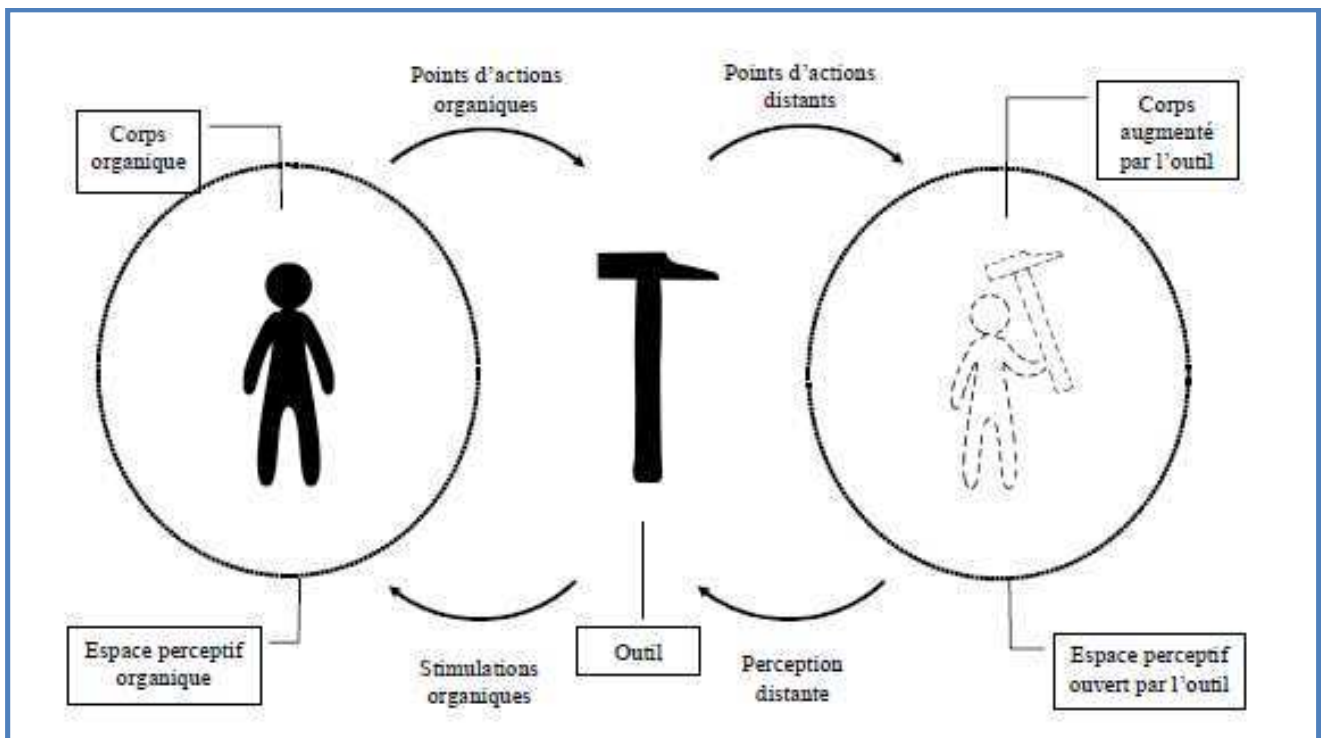 Points d'actions
organiques
Points d'actions
distants
Corps
organique
Corps
augmenté
par l'outil
Espace perceptif
organique
Stimulations
organiques
Outil
Perception
distante
Espace perceptif
ouvert par l'outil